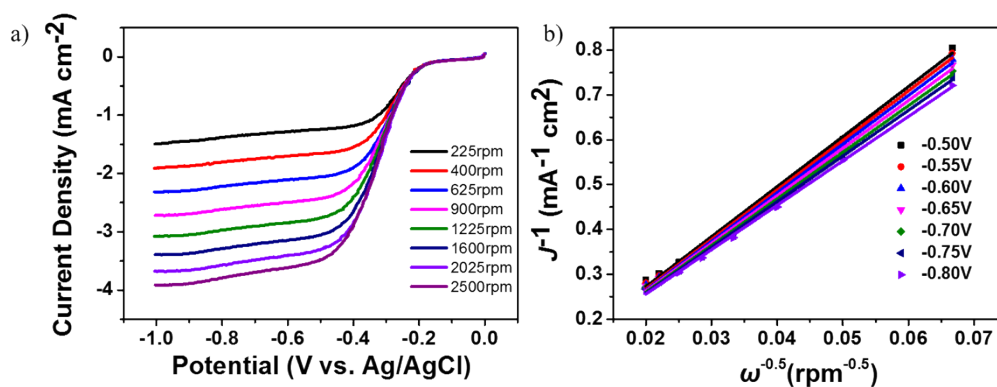 a)
Current Density (mA cm-2)
0
-1
-2
-3
-4
225rpm
400rpm
625rpm
900rpm
1225rpm
1600rpm
2025rpm
2500rpm
-1.0 -0.8 -0.6 -0.4 -0.2 0.0
Potential (V vs. Ag/AgCl)
b)
J-1 (mA-1 cm2)
0.8
0.7
0.6
0.5
0.4
0.3
0.2
-0.50V
-0.55V
-0.60V
-0.65V
-0.70V
-0.75V
-0.80V
0.02 0.03 0.04 0.05 0.06 0.07
ω-0.5(rpm-0.5)